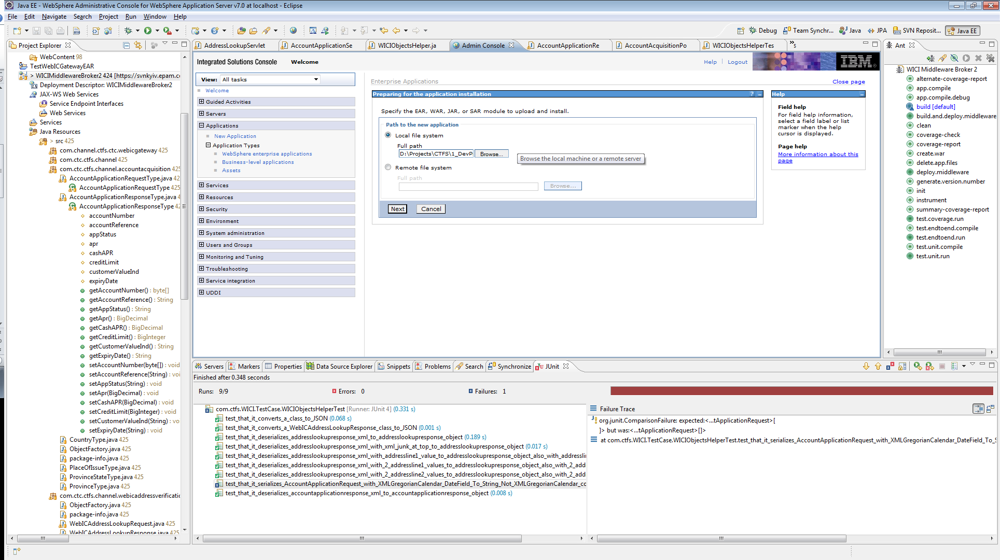 Java EE - WebSphere Administrative Console for WebSphere Application Server v7.0 at localhost - Eclipse
File Edit Navigate Search Project Run Window Help
Debug Team Synchr... Java JPA SVN Reposit... Java EE
Project Explorer
WebContent 98
TestWebICGatewayEAR
> WICIMiddlewareBroker2 424 [https://svnkyiv.epam.c
Deployment Descriptor: WICIMiddlewareBroker2
JAX-WS Web Services
Service Endpoint Interfaces
Web Services
Services
Java Resources
> src 425
com.channel.ctfs.ctc.webicgateway 425
com.ctc.ctfs.channel 425
com.ctc.ctfs.channel.accountacquisition 425
AccountApplicationRequestType.java 42
AccountApplicationRequestType 425
AccountApplicationResponseType.java 4
AccountApplicationResponseType 42
accountNumber
accountReference
appStatus
apr
cashAPR
creditLimit
customerValueInd
expiryDate
getAccountNumber() : byte[]
getAccountReference() : String
getAppStatus() : String
getApr() : BigDecimal
getCashAPR() : BigDecimal
getCreditLimit() : BigInteger
getCustomerValueInd() : String
getExpiryDate() : String
setAccountNumber(byte[]) : void
setAccountReference(String) : voi
setAppStatus(String) : void
setApr(BigDecimal) : void
setCashAPR(BigDecimal) : void
setCreditLimit(BigInteger) : void
setCustomerValueInd(String) : vo
setExpiryDate(String) : void
CountryType.java 425
ObjectFactory.java 425
package-info.java 425
PlaceOfIssueType.java 425
ProvinceStateType.java 425
ProvinceType.java 425
com.ctc.ctfs.channel.webicaddressverificatic
ObjectFactory.java 425
package-info.java 425
WebICAddressLookupRequest.java 425
WebICAddressLookupResponse.java 425
AddressLookupServlet AccountApplicationSe WICIObjectsHelper.ja Admin Console AccountApplicationRe AccountAcquisitionPo WICIObjectsHelperTes »5
Integrated Solutions Console Welcome Help Logout IBM
View: All tasks
Welcome
Guided Activities
Servers
Applications
New Application
Application Types
WebSphere enterprise applications
Business-level applications
Assets
Services
Resources
Security
Environment
System administration
Users and Groups
Monitoring and Tuning
Troubleshooting
Service integration
UDDI
Enterprise Applications Close page
Preparing for the application installation ?
Specify the EAR, WAR, JAR, or SAR module to upload and install.
Path to the new application
Local file system
Full path
D:\Projects\CTFS\1_DevP Browse...
Browse the local machine or a remote server
Remote file system
Full path
Browse...
Next Cancel
Help
Field help
For field help information,
select a field label or list
marker when the help
cursor is displayed.
Page help
More information about this
page
Ant
WICI Middleware Broker 2
alternate-coverage-report
app.compile
app.compile.debug
build [default]
build.and.deploy.middleware
clean
coverage-check
coverage-report
create.war
delete.app.files
deploy.middleware
generate.version.number
init
instrument
summary-coverage-report
test.coverage.run
test.endtoend.compile
test.endtoend.run
test.unit.compile
test.unit.run
Servers Markers Properties Data Source Explorer Snippets Problems Search Synchronize JUnit
Finished after 0.348 seconds
Runs: 9/9 Errors: 0 Failures: 1
com.ctfs.WICI.TestCase.WICIObjectsHelperTest [Runner: JUnit 4] (0.331 s)
test_that_it_converts_a_class_to_JSON (0.068 s)
test_that_it_converts_a_WebICAddressLookupResponse_class_to_JSON (0.001 s)
test_that_it_deserializes_addresslookupresponse_xml_to_addresslookupresponse_object (0.189 s)
test_that_it_deserializes_addresslookupresponse_xml_with_xml_junk_at_top_to_addresslookupresponse_object (0.017 s)
test_that_it_deserializes_addresslookupresponse_xml_with_addressline1_value_to_addresslookupresponse_object_also_with_addresslin
test_that_it_deserializes_addresslookupresponse_xml_with_2_addressline1_values_to_addresslookupresponse_object_also_with_2_add
test_that_it_deserializes_addresslookupresponse_xml_with_2_addressline2_values_to_addresslookupresponse_object_also_with_2_add
test_that_it_serializes_AccountApplicationRequest_with_XMLGregorianCalendar_DateField_To_String_Not_XMLGregorianCalendar_co
test_that_it_deserializes_accountapplicationresponse_xml_to_accountapplicationresponse_object (0.008 s)
Failure Trace
org.junit.ComparisonFailure: expected:<...tApplicationRequest>[
]> but was:<...tApplicationRequest>[]>
at com.ctfs.WICI.TestCase.WICIObjectsHelperTest.test_that_it_serializes_AccountApplicationRequest_with_XMLGregorianCalendar_DateField_To_S